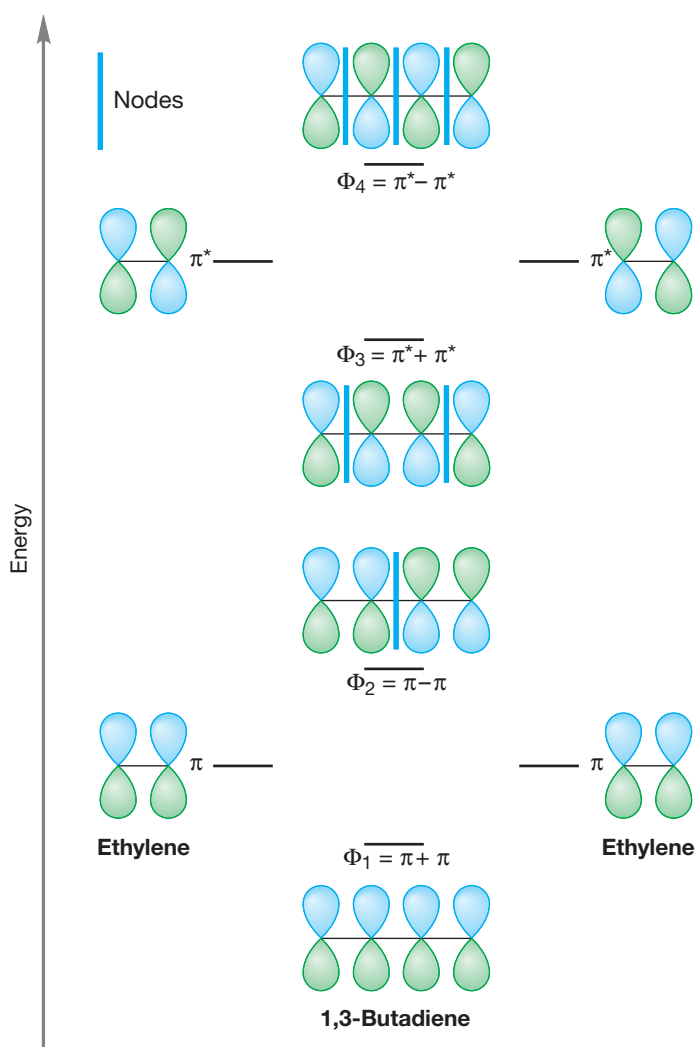 Nodes
Φ4 = π*− π*
π*
π*
Φ3 = π*+ π*
Energy
Φ2 = π−π
π
π
Ethylene
Ethylene
Φ1 = π+ π
1,3-Butadiene